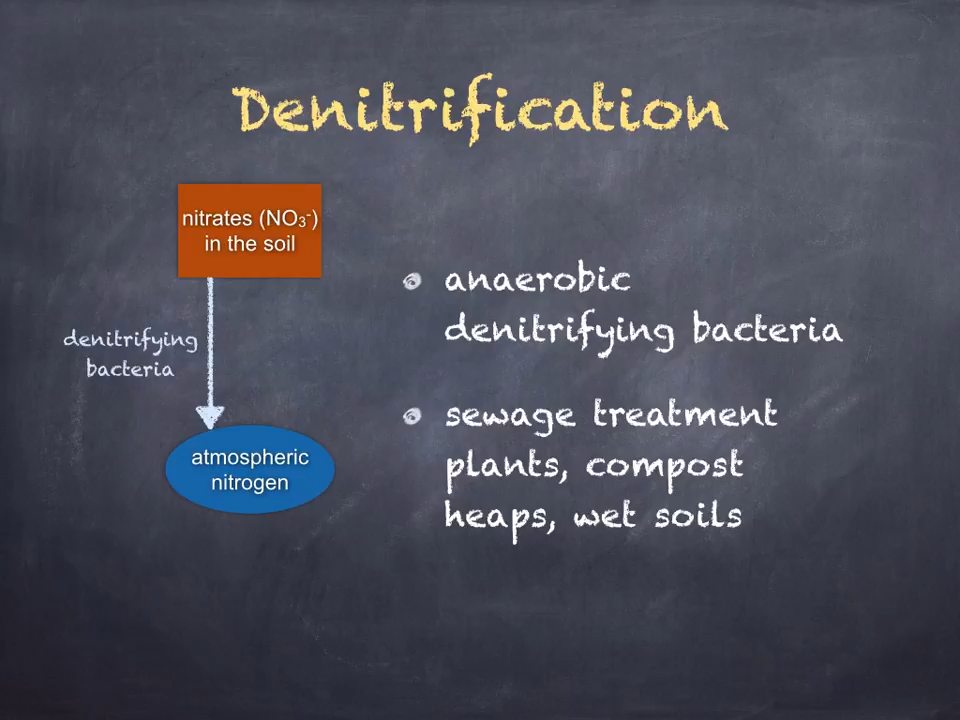 Denitrification
nitrates (NO₃⁻)
in the soil
denitrifying
bacteria
atmospheric
nitrogen
anaerobic
denitrifying bacteria
sewage treatment
plants, compost
heaps, wet soils